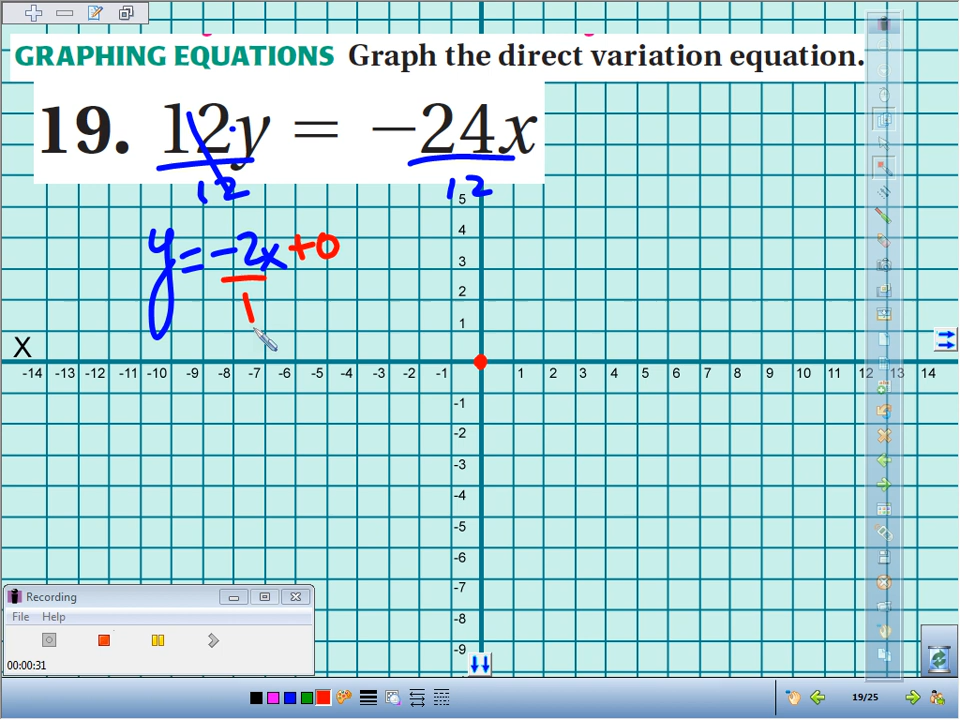 GRAPHING EQUATIONS Graph the direct variation equation.
19. 12y = −24x
12 12
y = -2x + 0
1
5
4
3
2
1
X
-14 -13 -12 -11 -10 -9 -8 -7 -6 -5 -4 -3 -2 -1 1 2 3 4 5 6 7 8 9 10 11 12 13 14
-1
-2
-3
-4
-5
-6
-7
-8
-9
Recording
File Help
00:00:31
19/25